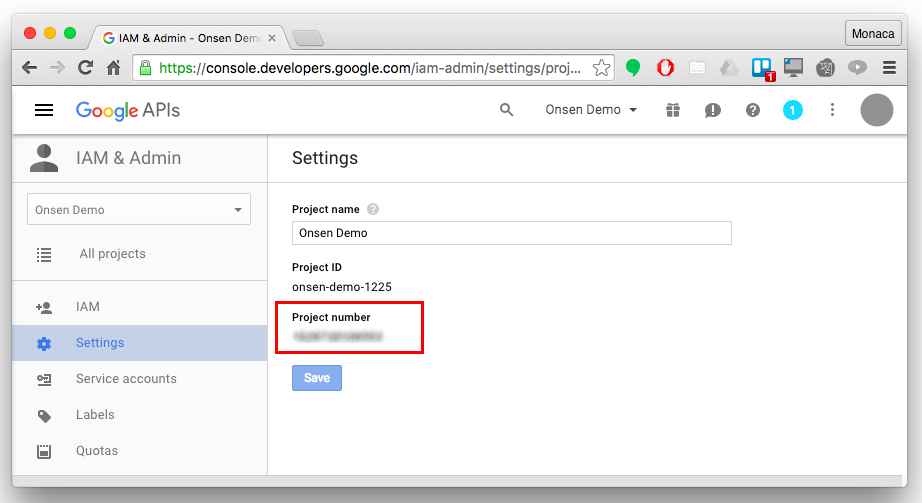 IAM & Admin - Onsen Dem
Monaca
https://console.developers.google.com/iam-admin/settings/proj...
1
Google APIs
Onsen Demo
1
IAM & Admin
Onsen Demo
All projects
IAM
Settings
Service accounts
Labels
Quotas
Settings
Project name
Onsen Demo
Project ID
onsen-demo-1225
Project number
Save